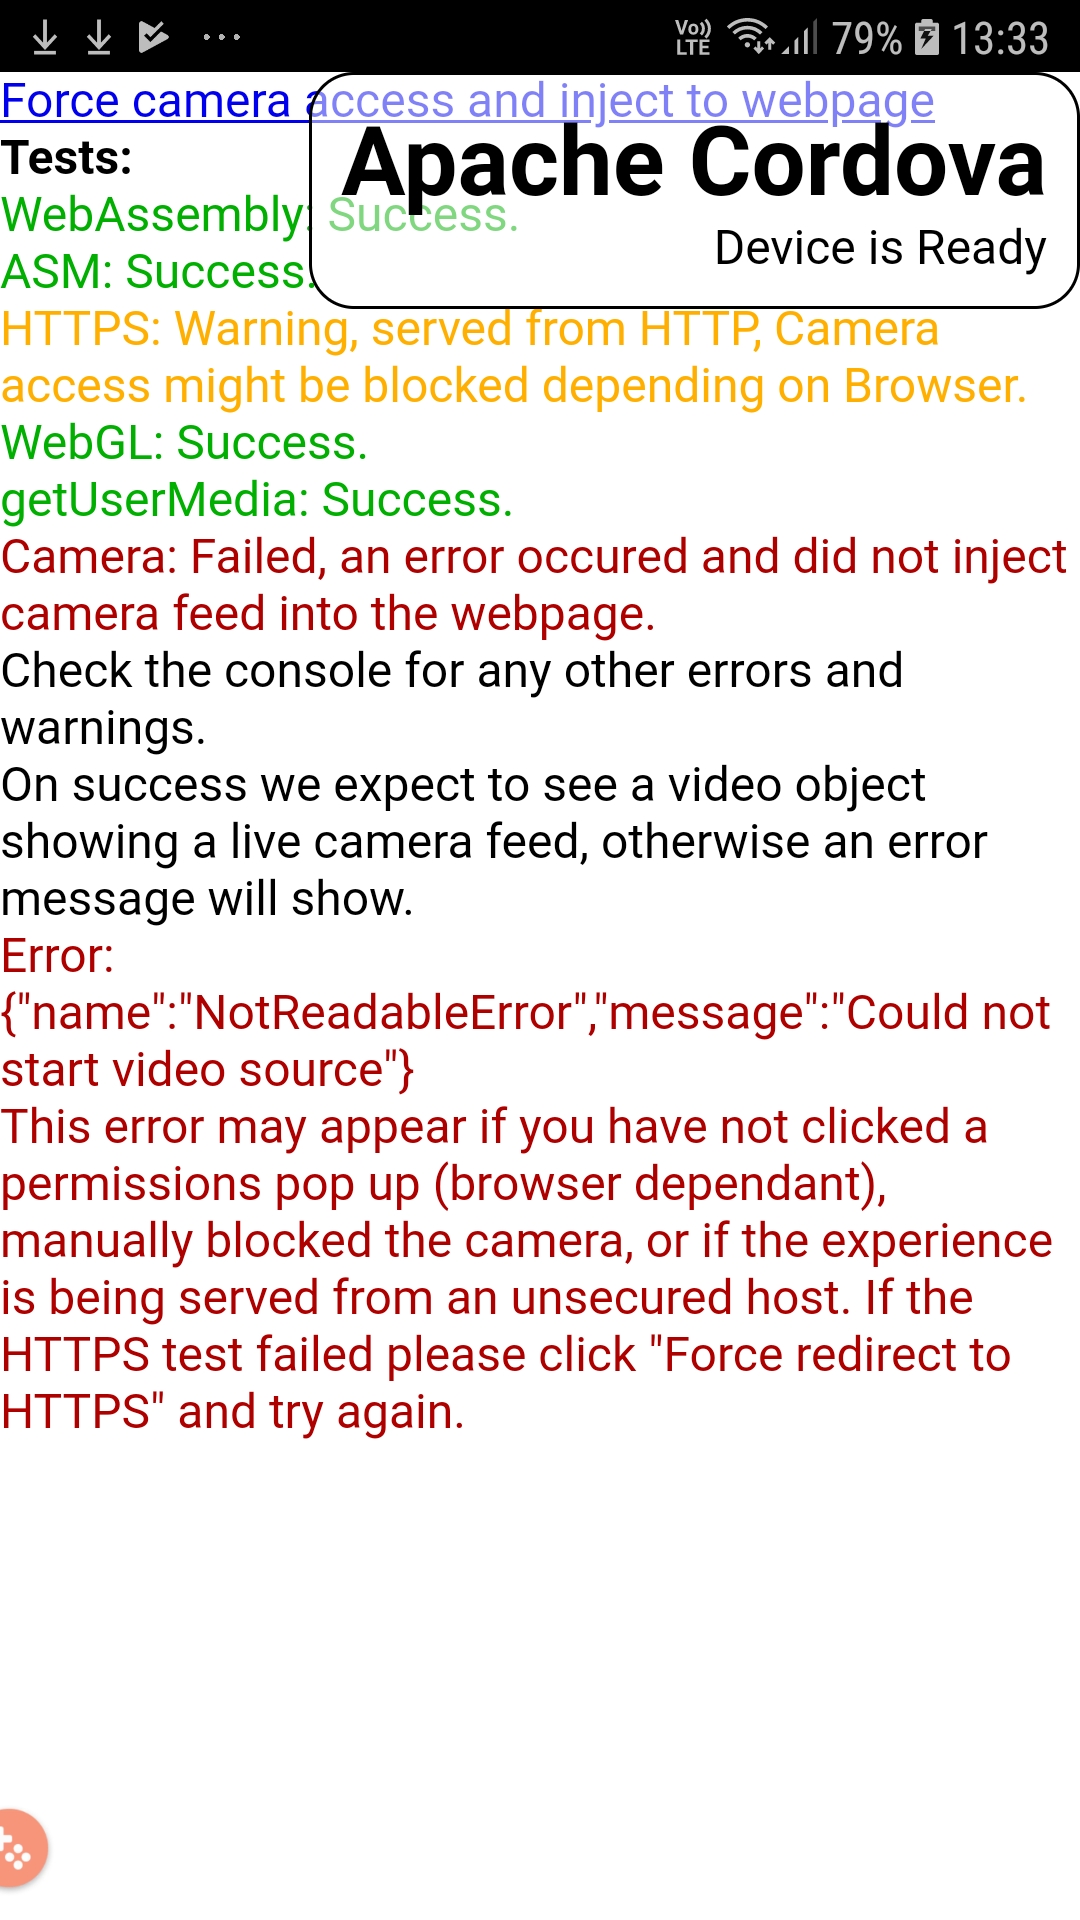 Vo)) LTE 79% 13:33
Force camera access and inject to webpage
Apache Cordova
Device is Ready
Tests:
WebAssembly: Success.
ASM: Success.
HTTPS: Warning, served from HTTP, Camera
access might be blocked depending on Browser.
WebGL: Success.
getUserMedia: Success.
Camera: Failed, an error occured and did not inject
camera feed into the webpage.
Check the console for any other errors and
warnings.
On success we expect to see a video object
showing a live camera feed, otherwise an error
message will show.
Error:
{"name":"NotReadableError","message":"Could not
start video source"}
This error may appear if you have not clicked a
permissions pop up (browser dependant),
manually blocked the camera, or if the experience
is being served from an unsecured host. If the
HTTPS test failed please click "Force redirect to
HTTPS" and try again.